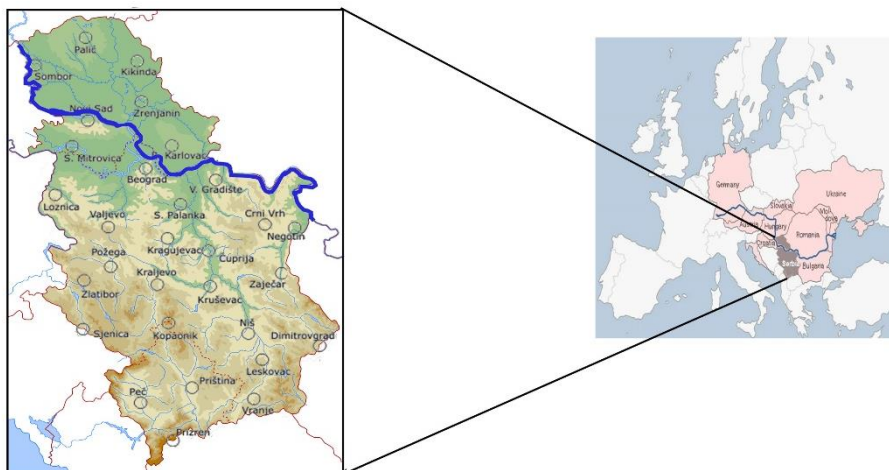 Palić
Kikinda
Sombor
Zrenjanin
Novi Sad
Karlovac
S. Mitrovica
Beograd
V. Gradište
Loznica
S. Palanka
Crni Vrh
Valjevo
Negotin
Kragujevac
Požega
Ćuprija
Kraljevo
Zaječar
Zlatibor
Kruševac
Sjenica
Kopaonik
Niš
Dimitrovgrad
Leskovac
Peć
Priština
Vranje
Prizren
Germany
Ukraine
Slovakia
Mol-
dova
Austria
Hungary
Romania
Croatia
Bulgaria